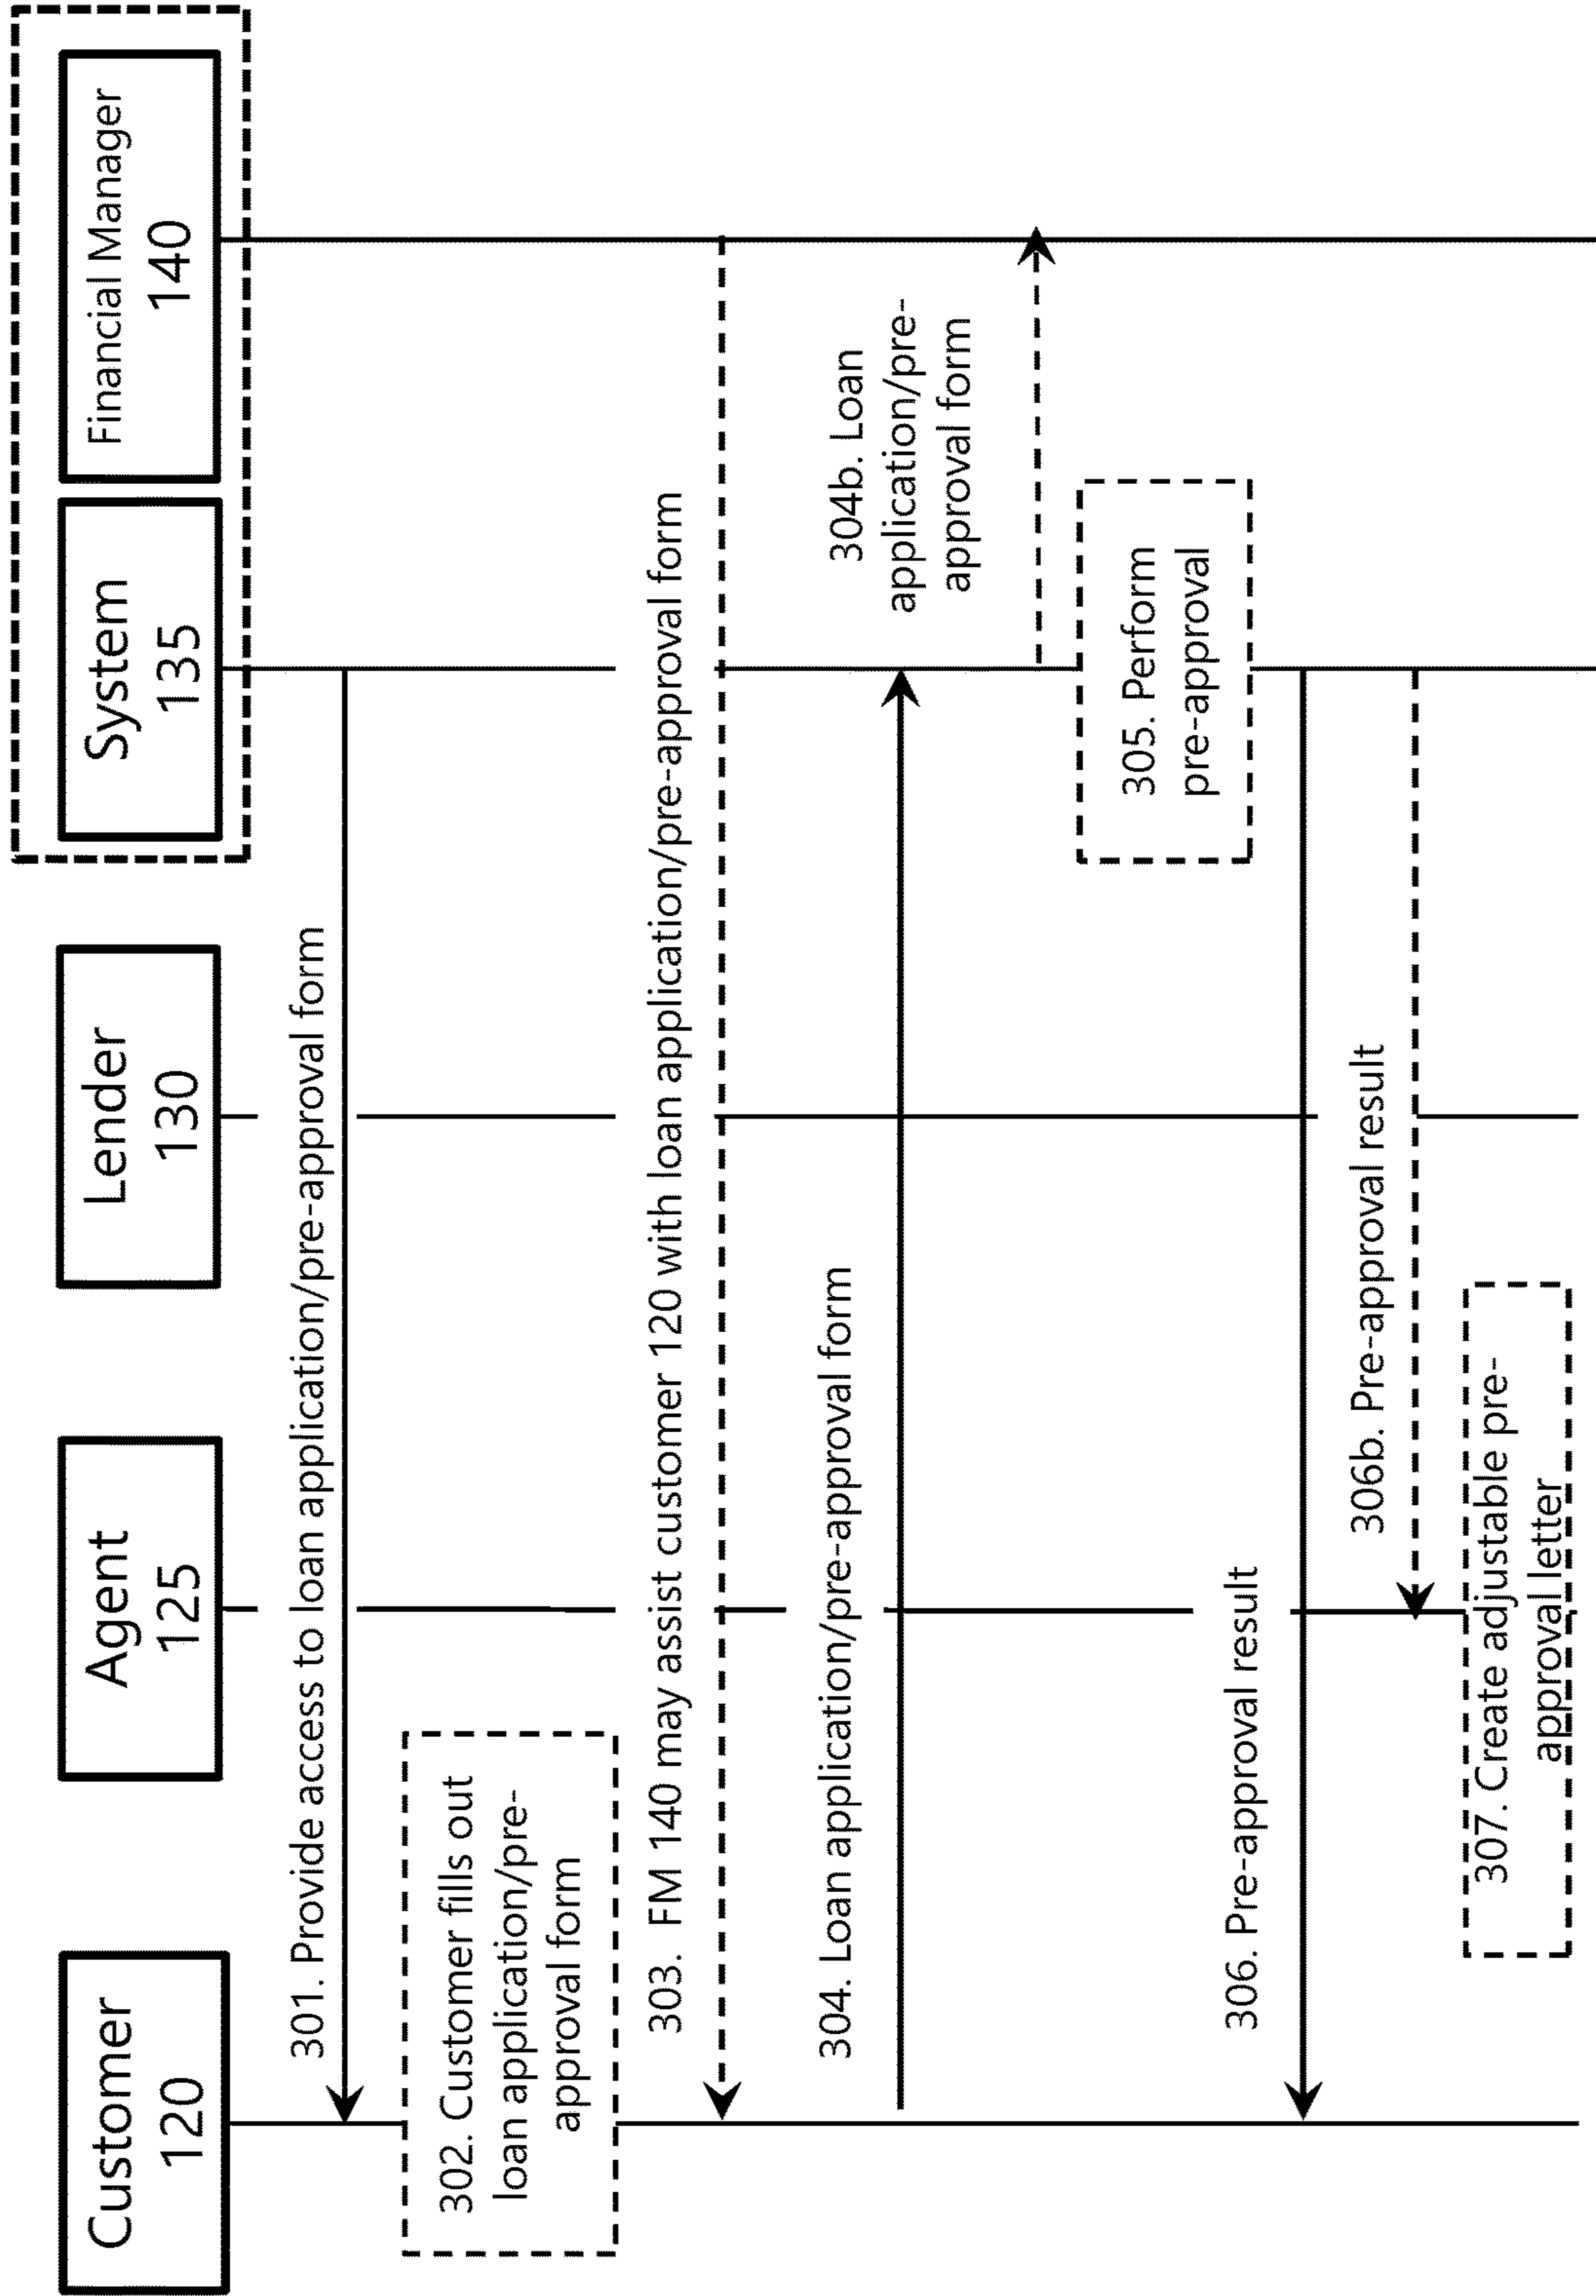 Customer
120
Agent
125
Lender
130
System
135
Financial Manager
140
301. Provide access to loan application/pre-approval form
302. Customer fills out
loan application/pre-
approval form
303. FM 140 may assist customer 120 with loan application/pre-approval form
304. Loan application/pre-approval form
304b. Loan
application/pre-
approval form
305. Perform
pre-approval
306. Pre-approval result
306b. Pre-approval result
307. Create adjustable pre-
approval letter